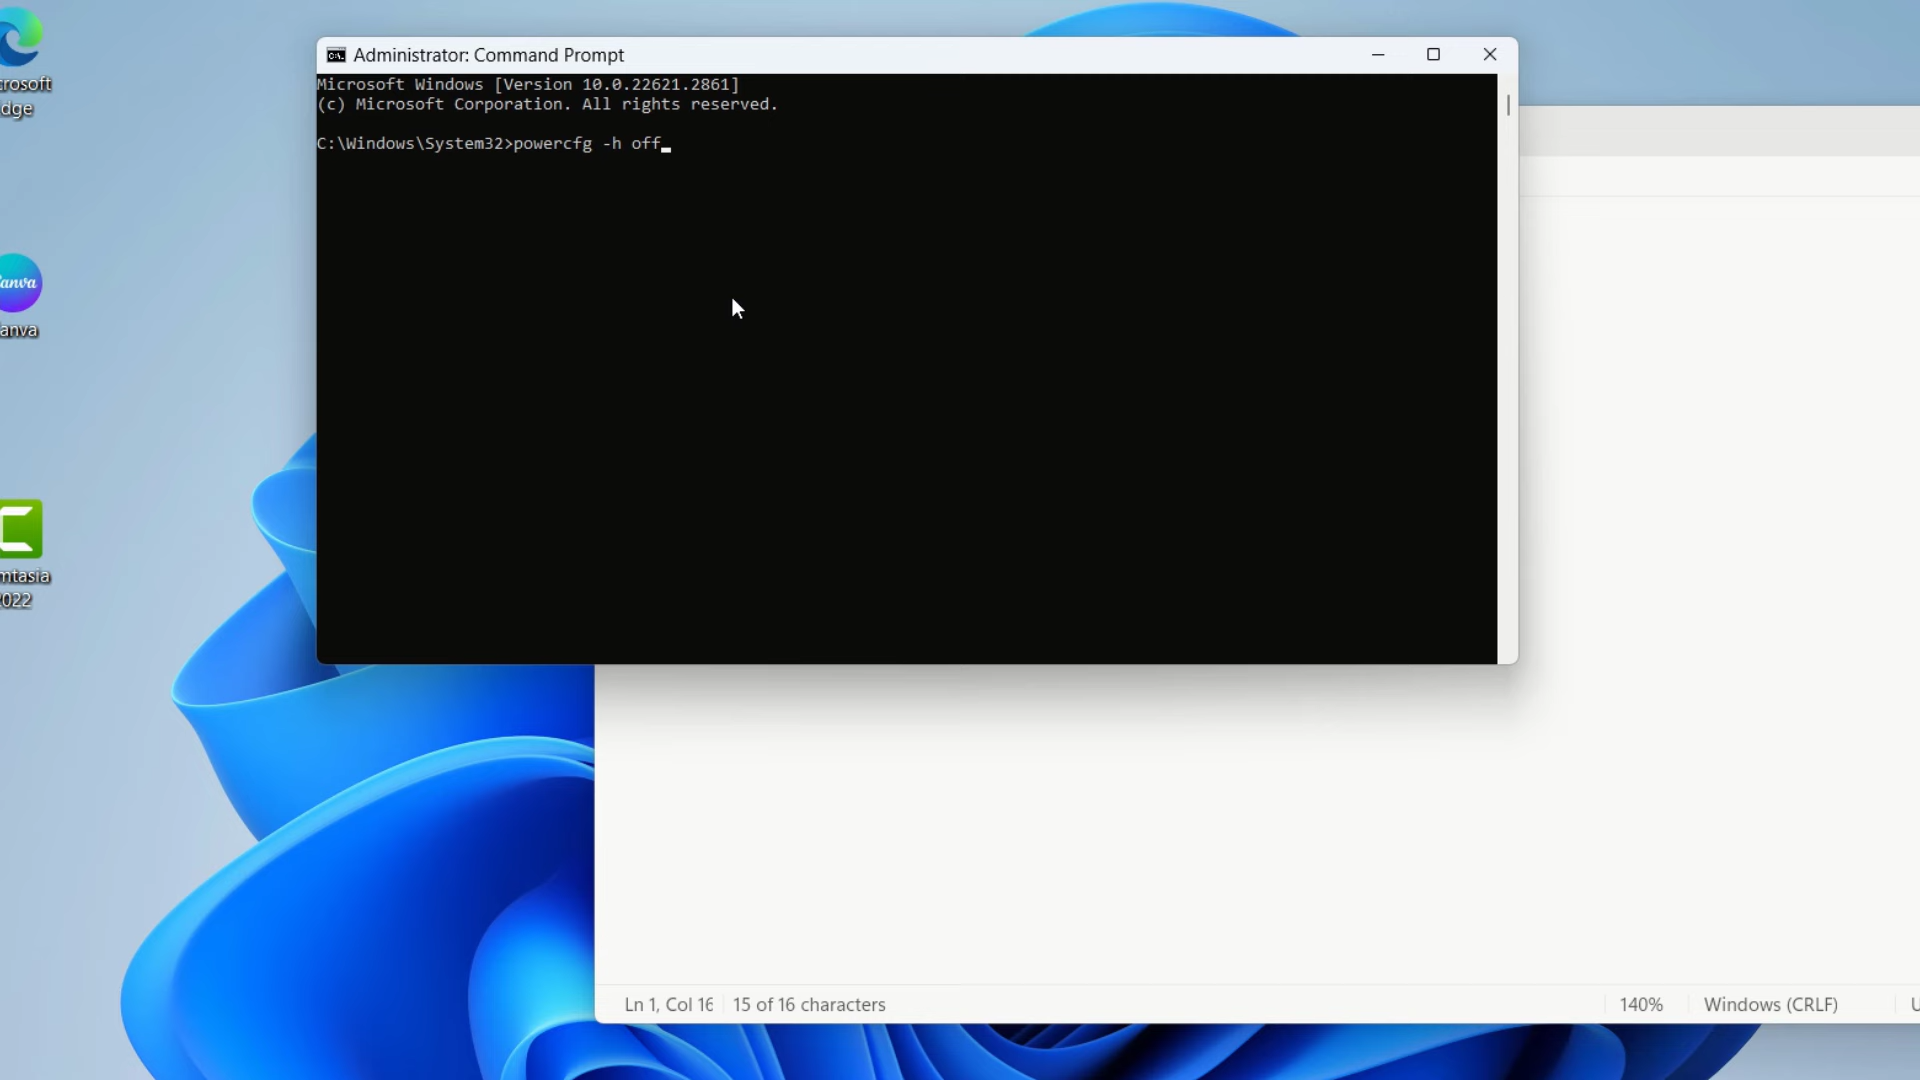 Administrator: Command Prompt
Microsoft Windows [Version 10.0.22621.2861]
(c) Microsoft Corporation. All rights reserved.
C:\Windows\System32>powercfg -h off
crosoft
dge
anva
anva
mtasia
022
Ln 1, Col 16
15 of 16 characters
140%
Windows (CRLF)
U